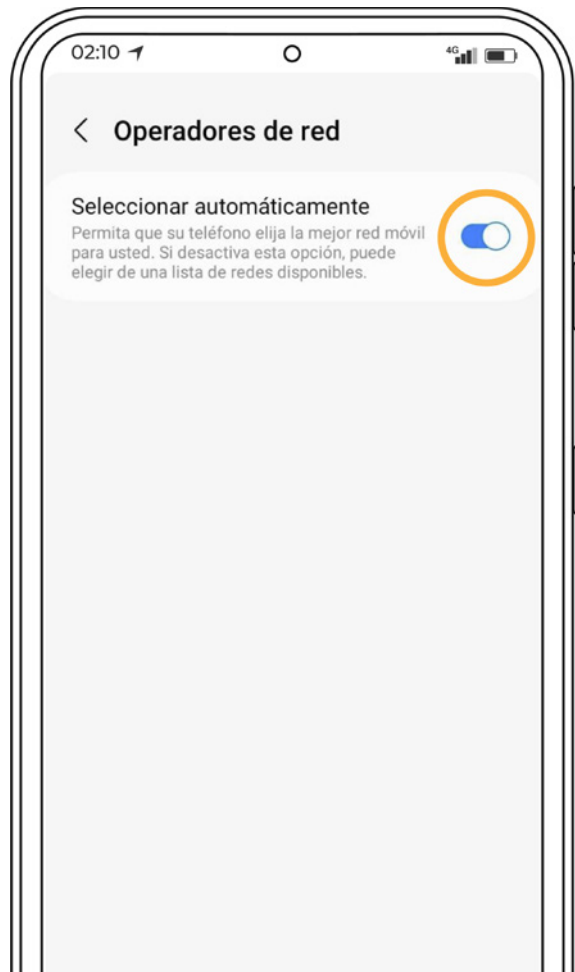 02:10
4G
Operadores de red
Seleccionar automáticamente
Permita que su teléfono elija la mejor red móvil
para usted. Si desactiva esta opción, puede
elegir de una lista de redes disponibles.